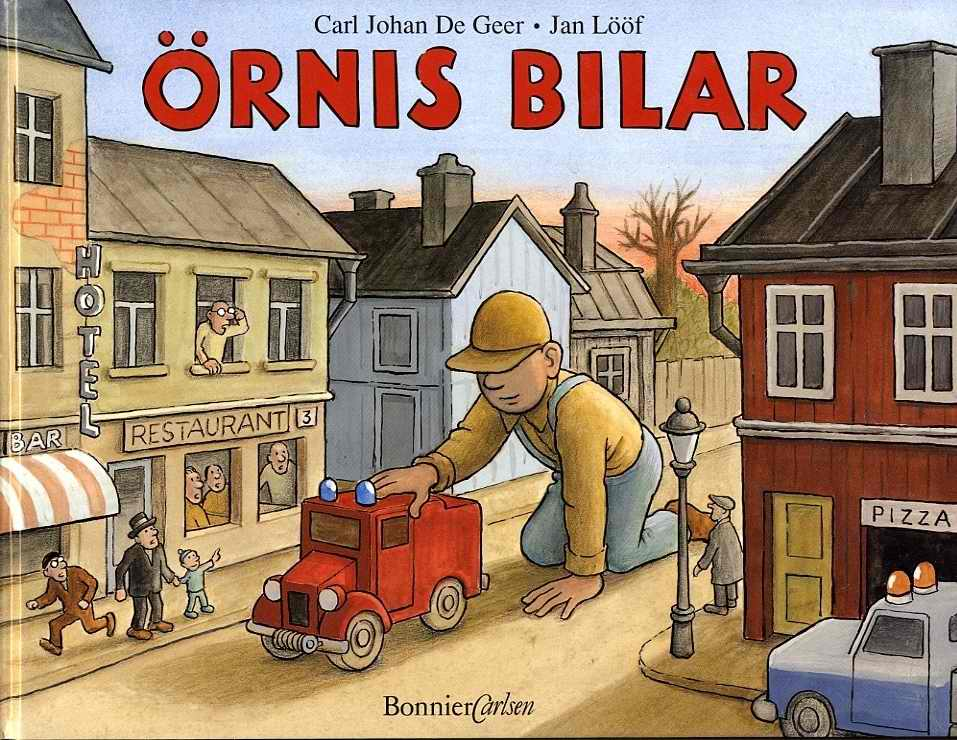 Carl Johan De Geer • Jan Lööf
ÖRNIS BILAR
HOTEL
BAR
RESTAURANT 3
PIZZA
BonnierCarlsen